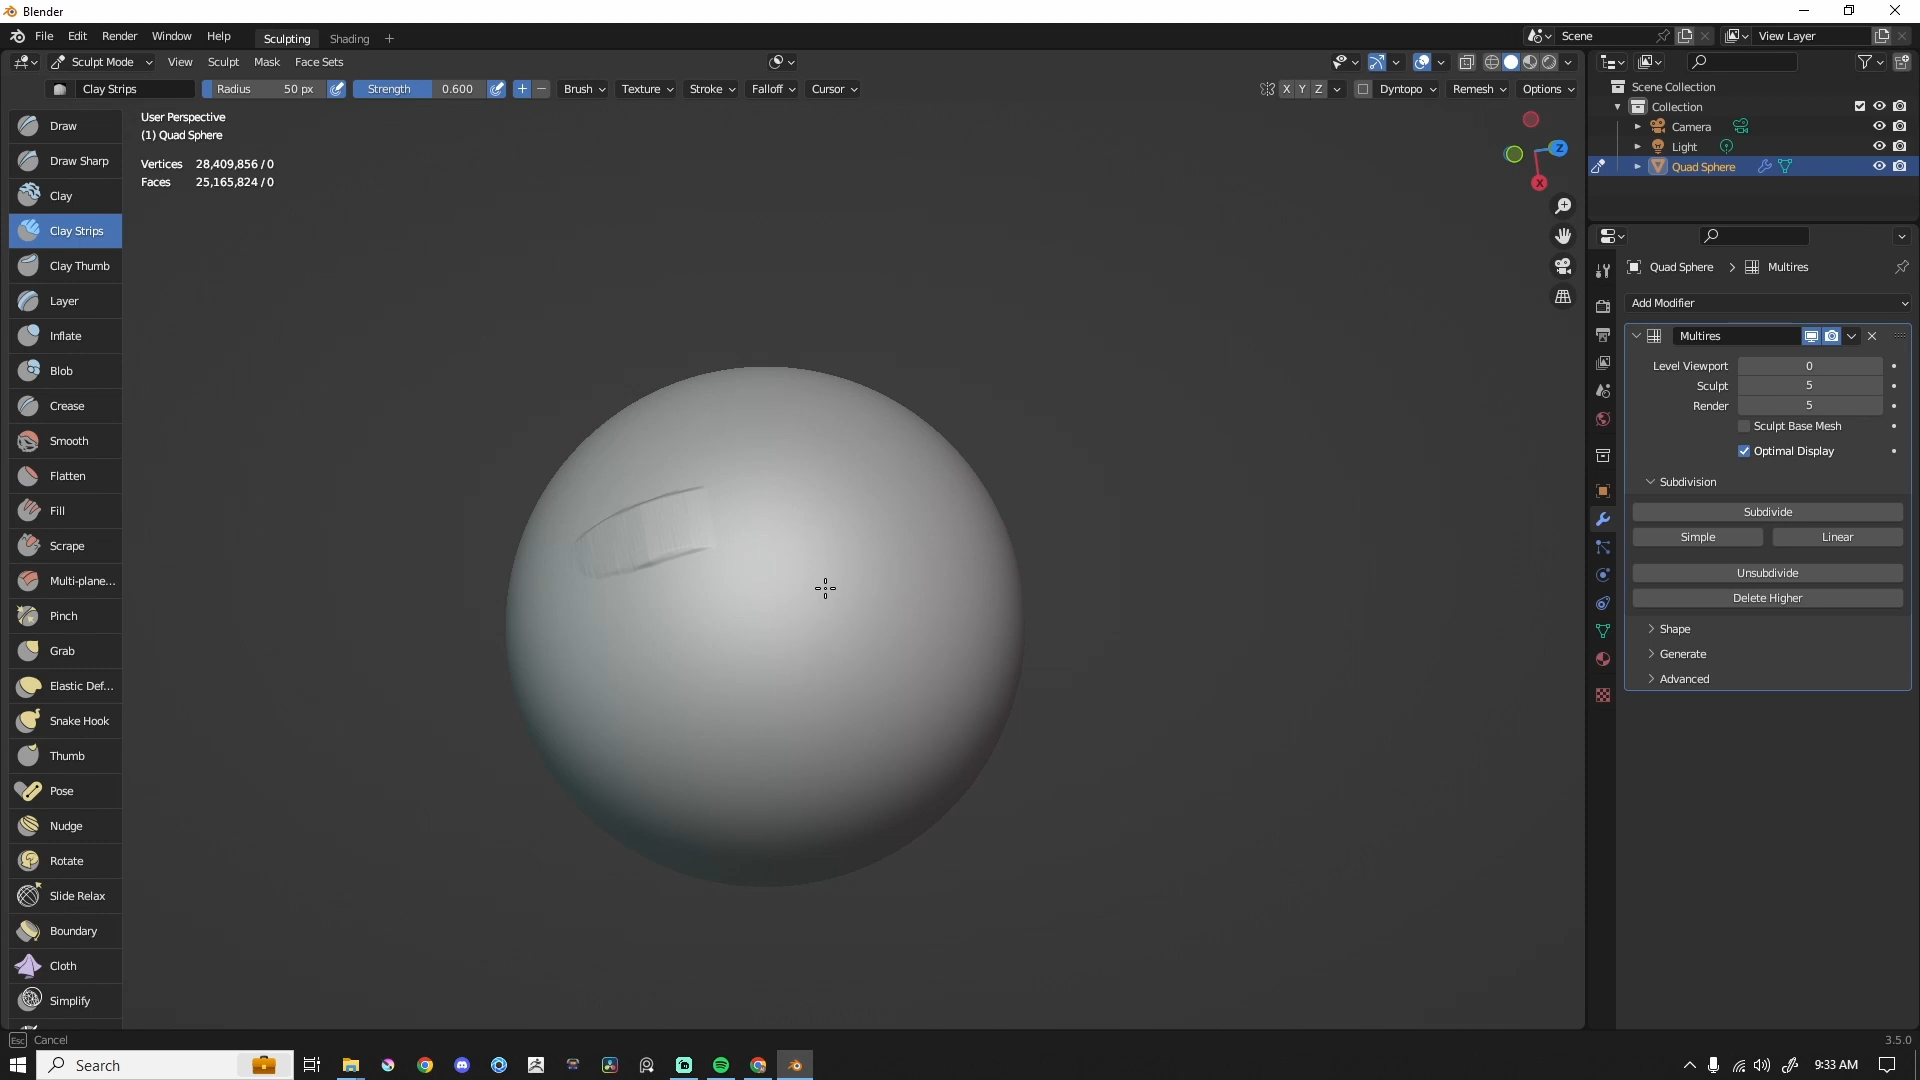 Blender
File Edit Render Window Help Sculpting Shading + Scene View Layer
Sculpt Mode View Sculpt Mask Face Sets
Clay Strips Radius 50 px Strength 0.600 + − Brush Texture Stroke Falloff Cursor X Y Z Dyntopo Remesh Options
User Perspective
(1) Quad Sphere
Vertices 28,409,856 / 0
Faces 25,165,824 / 0
Draw
Draw Sharp
Clay
Clay Strips
Clay Thumb
Layer
Inflate
Blob
Crease
Smooth
Flatten
Fill
Scrape
Multi-plane...
Pinch
Grab
Elastic Def...
Snake Hook
Thumb
Pose
Nudge
Rotate
Slide Relax
Boundary
Cloth
Simplify
Z
X
Scene Collection
Collection
Camera
Light
Quad Sphere
Quad Sphere > Multires
Add Modifier
Multires
Level Viewport 0
Sculpt 5
Render 5
Sculpt Base Mesh
Optimal Display
Subdivision
Subdivide
Simple Linear
Unsubdivide
Delete Higher
Shape
Generate
Advanced
Esc Cancel 3.5.0
Search 9:33 AM